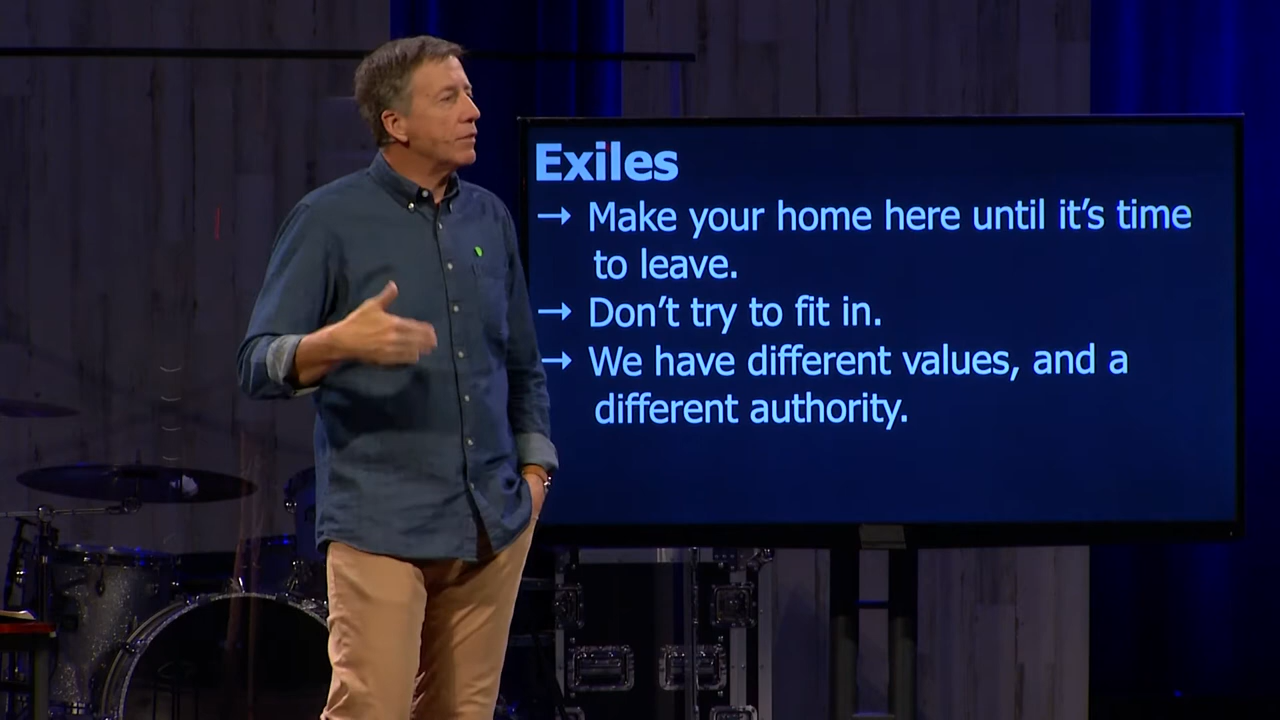 Exiles
→ Make your home here until it's time
to leave.
→ Don't try to fit in.
→ We have different values, and a
different authority.